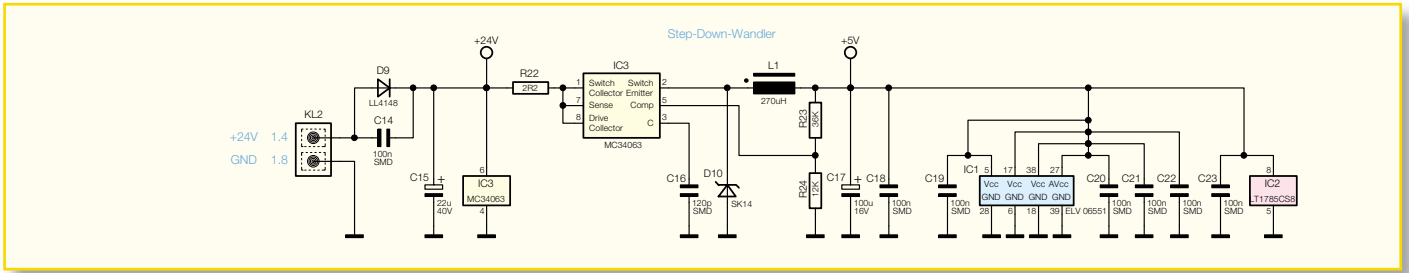 Step-Down-Wandler
+24V
+5V
D9
LL4148
C14
100n
SMD
KL2
+24V 1.4
GND 1.8
C15
+
22u
40V
6
IC3
MC34063
4
R22
2R2
IC3
1 Switch Collector
7 Sense
8 Drive Collector
Switch Emitter 2
Comp 5
C 3
MC34063
C16
120p
SMD
D10
SK14
L1
270uH
R23
36K
R24
12K
C17
+
100u
16V
C18
100n
SMD
C19
100n
SMD
IC1
5 17 38 27
Vcc Vcc Vcc AVcc
GND GND GND GND
28 6 18 39
ELV 06551
C20
100n
SMD
C21
100n
SMD
C22
100n
SMD
C23
100n
SMD
8
IC2
LT1785CS8
5